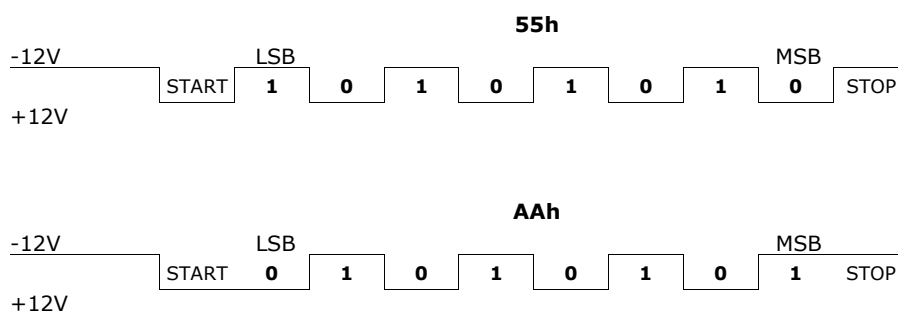 55h
-12V LSB MSB
START 1 0 1 0 1 0 1 0 STOP
+12V
AAh
-12V LSB MSB
START 0 1 0 1 0 1 0 1 STOP
+12V